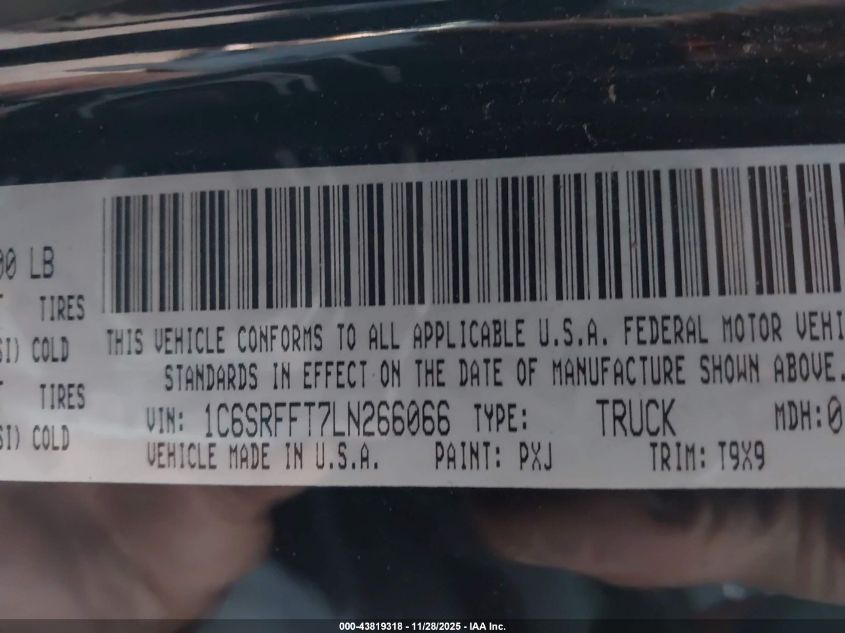 00 LB
TIRES
SI) COLD
TIRES
SI) COLD
THIS VEHICLE CONFORMS TO ALL APPLICABLE U.S.A. FEDERAL MOTOR VEHI
STANDARDS IN EFFECT ON THE DATE OF MANUFACTURE SHOWN ABOVE.
VIN: 1C6SRFFT7LN266066 TYPE: TRUCK MDH: 0
VEHICLE MADE IN U.S.A. PAINT: PXJ TRIM: T9X9
000-43819318 - 11/28/2025 - IAA Inc.